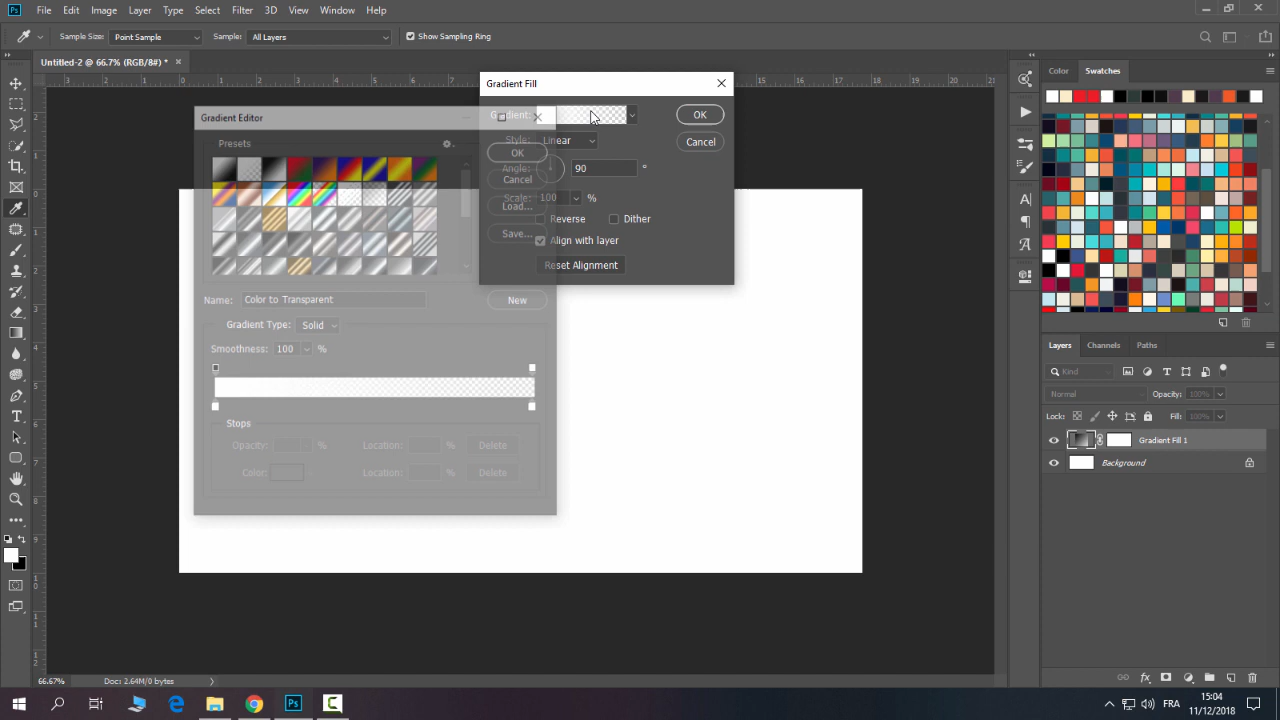 Ps File Edit Image Layer Type Select Filter 3D View Window Help
Sample Size: Point Sample Sample: All Layers Show Sampling Ring
Untitled-2 @ 66.7% (RGB/8#) *
Gradient Fill
Gradient: OK
Style: Linear Cancel
Angle: 90 °
Scale: 100 %
Reverse Dither
Align with layer
Reset Alignment
Gradient Editor
Presets
OK
Cancel
Load...
Save...
Name: Color to Transparent New
Gradient Type: Solid
Smoothness: 100 %
Stops
Opacity: % Location: % Delete
Color: Location: % Delete
Color Swatches
Layers Channels Paths
Kind
Normal Opacity: 100%
Lock: Fill: 100%
Gradient Fill 1
Background
66.67% Doc: 2.64M/0 bytes
Ps FRA 15:04
11/12/2018